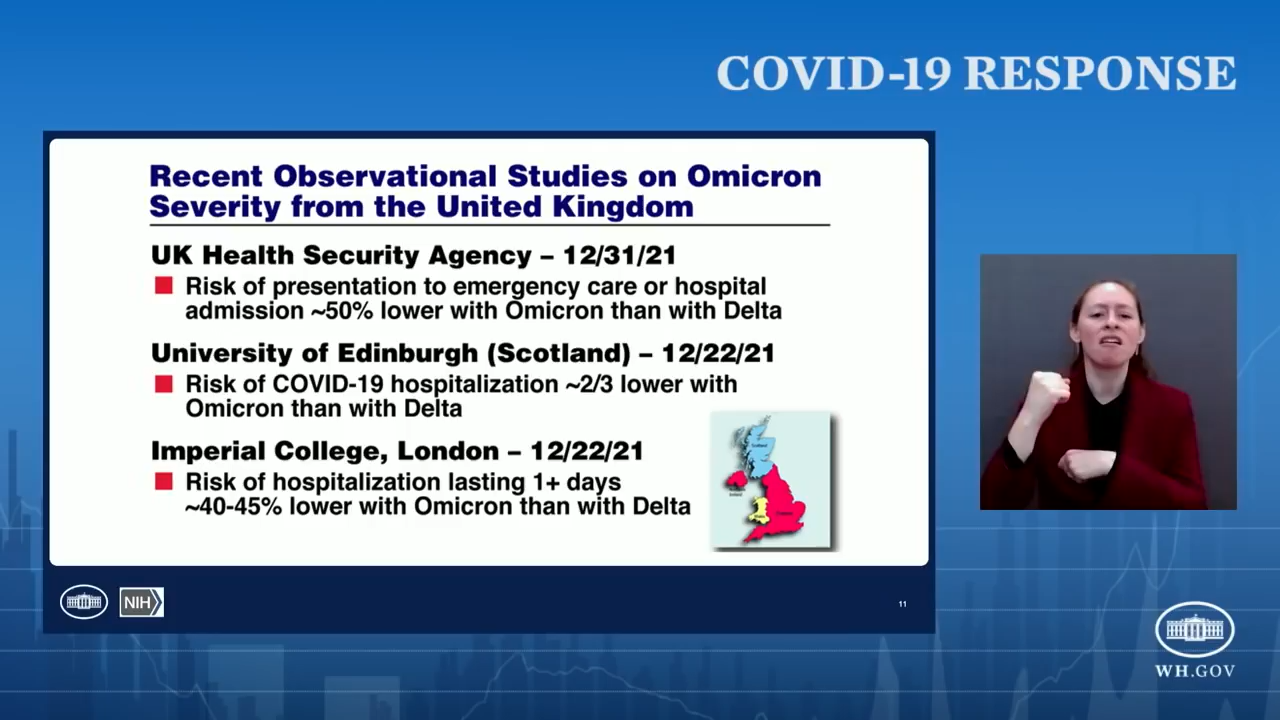 COVID-19 RESPONSE
Recent Observational Studies on Omicron
Severity from the United Kingdom
UK Health Security Agency – 12/31/21
Risk of presentation to emergency care or hospital
admission ~50% lower with Omicron than with Delta
University of Edinburgh (Scotland) – 12/22/21
Risk of COVID-19 hospitalization ~2/3 lower with
Omicron than with Delta
Imperial College, London – 12/22/21
Risk of hospitalization lasting 1+ days
~40-45% lower with Omicron than with Delta
NIH
11
WH.GOV